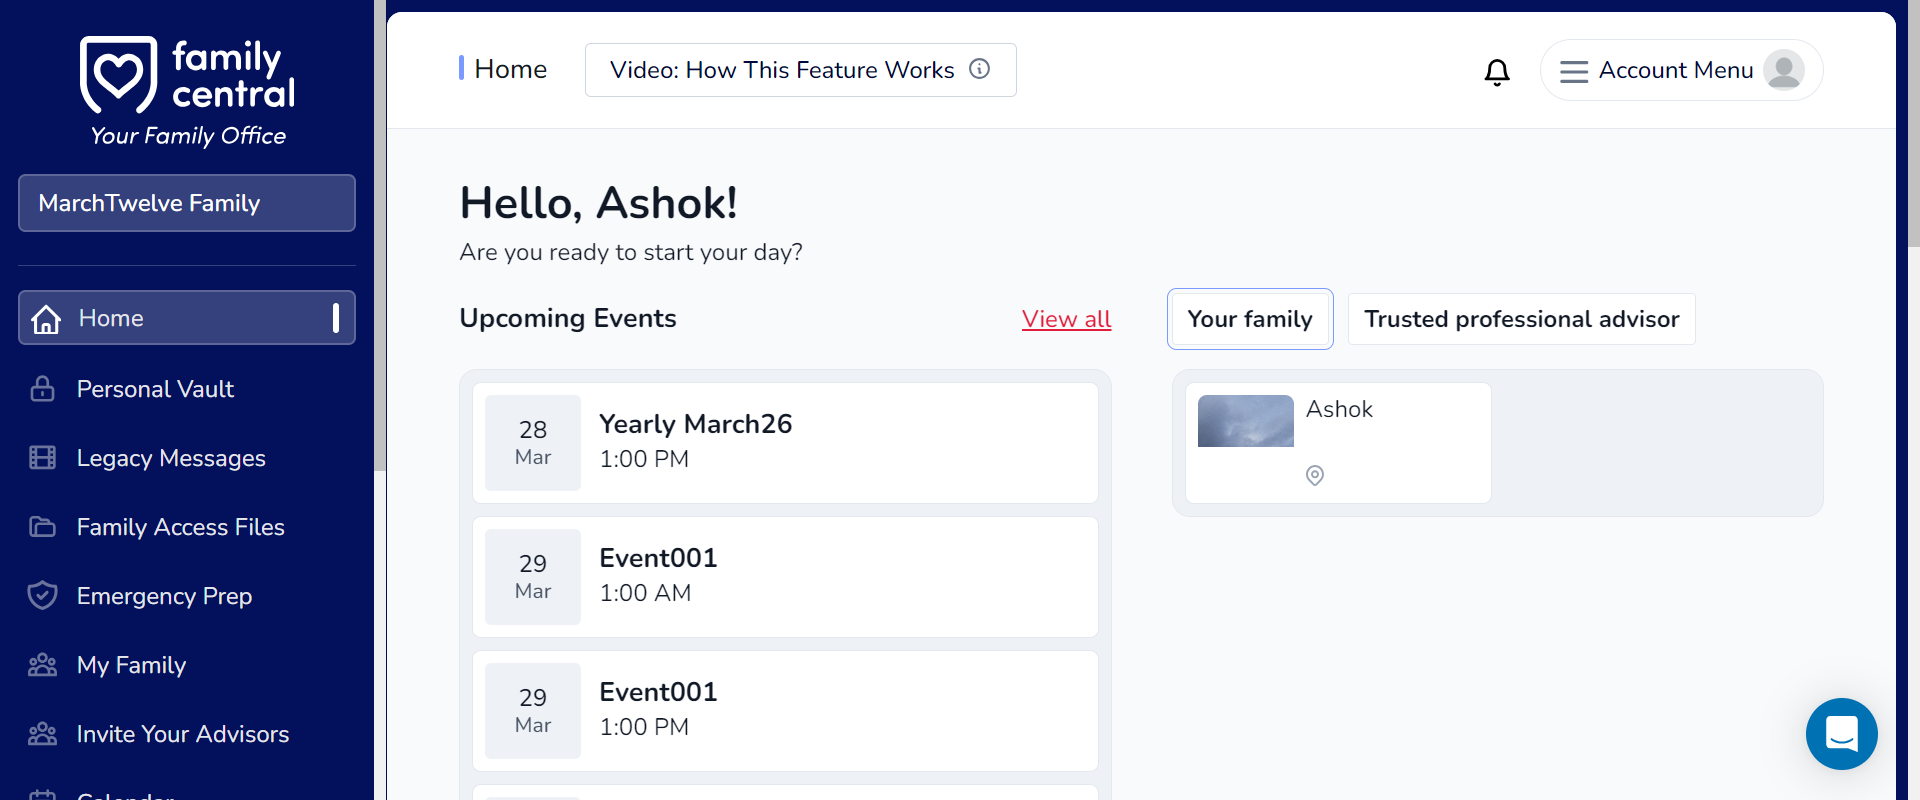 family
central
Your Family Office
MarchTwelve Family
Home
Personal Vault
Legacy Messages
Family Access Files
Emergency Prep
My Family
Invite Your Advisors
Calendar
Home
Video: How This Feature Works
Account Menu
Hello, Ashok!
Are you ready to start your day?
Upcoming Events
View all
28
Mar
Yearly March26
1:00 PM
29
Mar
Event001
1:00 AM
29
Mar
Event001
1:00 PM
Your family
Trusted professional advisor
Ashok